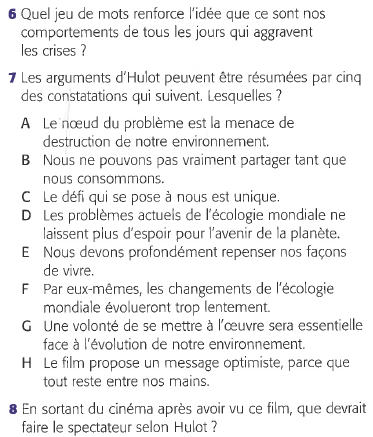 6 Quel jeu de mots renforce l'idée que ce sont nos
comportements de tous les jours qui aggravent
les crises ?
7 Les arguments d'Hulot peuvent être résumées par cinq
des constatations qui suivent. Lesquelles ?
A Le nœud du problème est la menace de
destruction de notre environnement.
B Nous ne pouvons pas vraiment partager tant que
nous consommons.
C Le défi qui se pose à nous est unique.
D Les problèmes actuels de l'écologie mondiale ne
laissent plus d'espoir pour l'avenir de la planète.
E Nous devons profondément repenser nos façons
de vivre.
F Par eux-mêmes, les changements de l'écologie
mondiale évolueront trop lentement.
G Une volonté de se mettre à l'œuvre sera essentielle
face à l'évolution de notre environnement.
H Le film propose un message optimiste, parce que
tout reste entre nos mains.
8 En sortant du cinéma après avoir vu ce film, que devrait
faire le spectateur selon Hulot ?